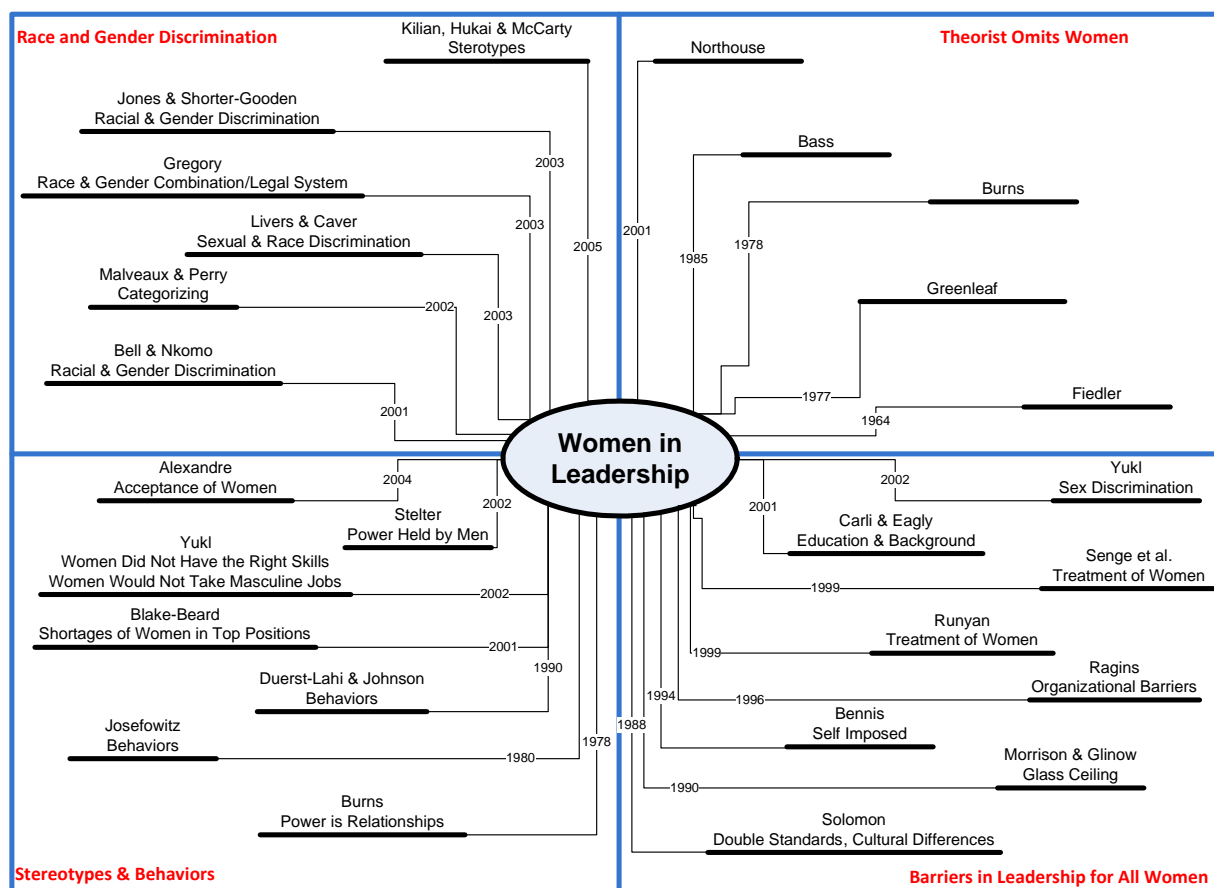 Race and Gender Discrimination
Kilian, Hukai & McCarty
Sterotypes
2005
Jones & Shorter-Gooden
Racial & Gender Discrimination
2003
Gregory
Race & Gender Combination/Legal System
2003
Livers & Caver
Sexual & Race Discrimination
2003
Malveaux & Perry
Categorizing
2002
Bell & Nkomo
Racial & Gender Discrimination
2001
Theorist Omits Women
Northouse
2001
Bass
1985
Burns
1978
Greenleaf
1977
Fiedler
1964
Women in
Leadership
Alexandre
Acceptance of Women
2004
Stelter
Power Held by Men
2002
Yukl
Women Did Not Have the Right Skills
Women Would Not Take Masculine Jobs
2002
Blake-Beard
Shortages of Women in Top Positions
2001
Duerst-Lahi & Johnson
Behaviors
1990
Josefowitz
Behaviors
1980
Burns
Power is Relationships
1978
Stereotypes & Behaviors
Yukl
Sex Discrimination
2002
Carli & Eagly
Education & Background
2001
Senge et al.
Treatment of Women
1999
Runyan
Treatment of Women
1999
Ragins
Organizational Barriers
1996
Bennis
Self Imposed
1994
Morrison & Glinow
Glass Ceiling
1990
Solomon
Double Standards, Cultural Differences
1988
Barriers in Leadership for All Women